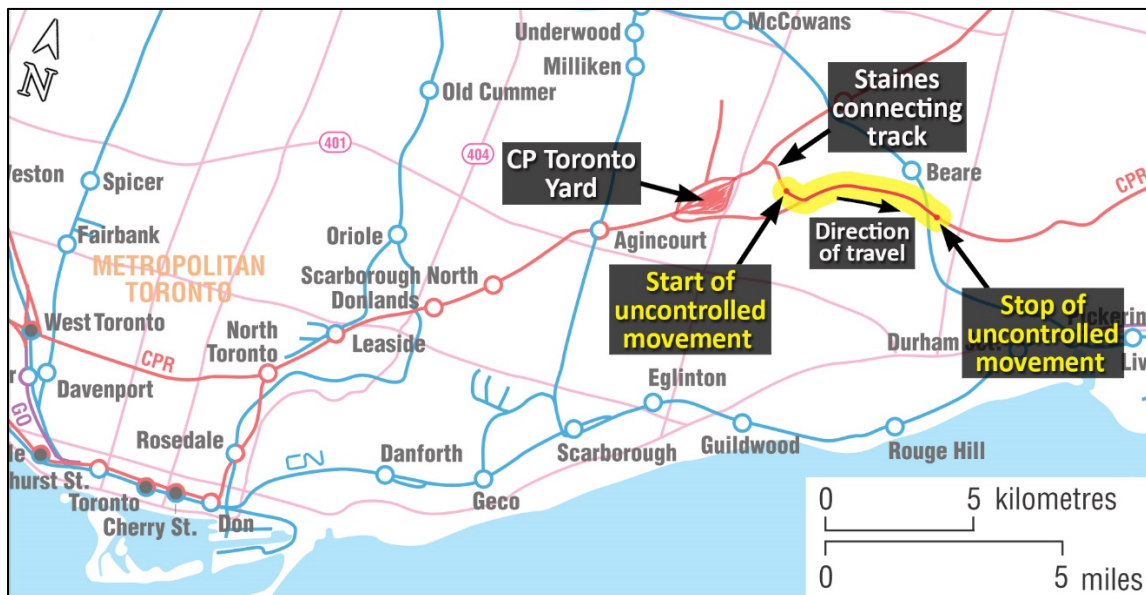 N
Underwood
McCowans
Milliken
Old Cummer
Staines
connecting
track
401
404
CP Toronto
Yard
Beare
CPR
Spicer
Fairbank
METROPOLITAN
TORONTO
Oriole
Agincourt
Direction
of travel
Scarborough North
Donlands
Start of
uncontrolled
movement
Stop of
uncontrolled
movement
West Toronto
North
Toronto
Leaside
CPR
Durham
Davenport
GO
Eglinton
Rosedale
Danforth
Scarborough
Guildwood
Rouge Hill
CN
Geco
Toronto
Cherry St.
Don
0 5 kilometres
0 5 miles